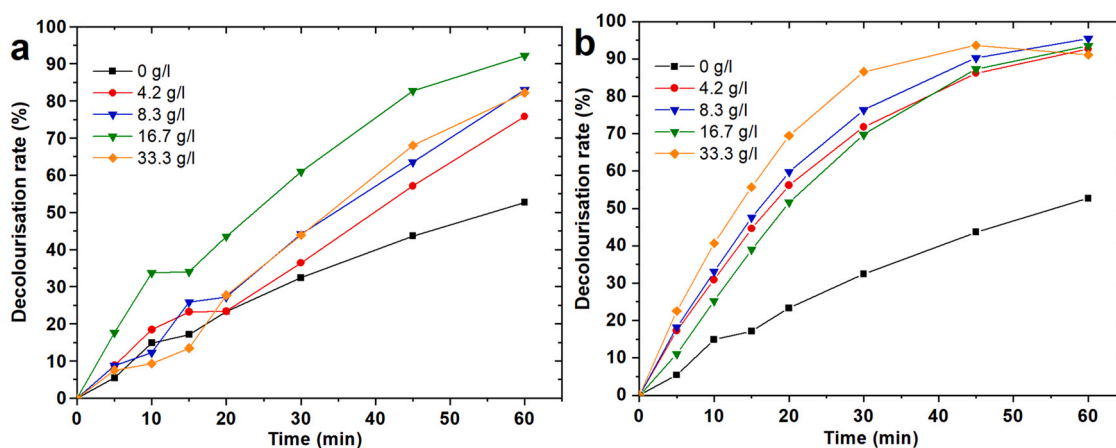 a
Decolourisation rate (%)
100
90
80
70
60
50
40
30
20
10
0
0 g/l
4.2 g/l
8.3 g/l
16.7 g/l
33.3 g/l
0 10 20 30 40 50 60
Time (min)
b
Decolourisation rate (%)
100
90
80
70
60
50
40
30
20
10
0
0 g/l
4.2 g/l
8.3 g/l
16.7 g/l
33.3 g/l
0 10 20 30 40 50 60
Time (min)